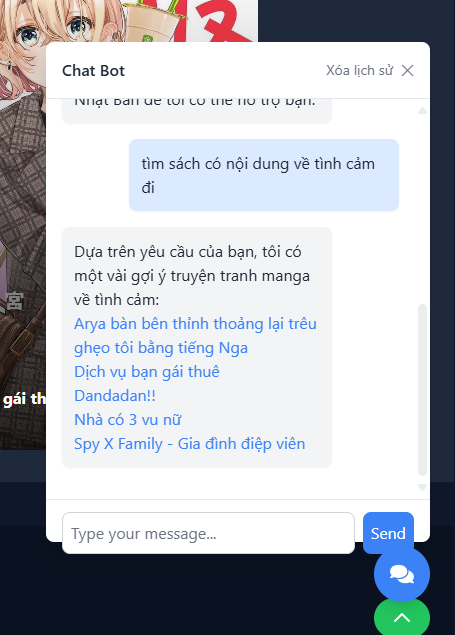 Chat Bot
Xóa lịch sử
Nhật Bản để tôi có thể hỗ trợ bạn.
tìm sách có nội dung về tình cảm
đi
Dựa trên yêu cầu của bạn, tôi có
một vài gợi ý truyện tranh manga
về tình cảm:
Arya bàn bên thỉnh thoảng lại trêu
ghẹo tôi bằng tiếng Nga
Dịch vụ bạn gái thuê
Dandadan!!
Nhà có 3 vu nữ
Spy X Family - Gia đình điệp viên
宮
gái th
Type your message...
Send